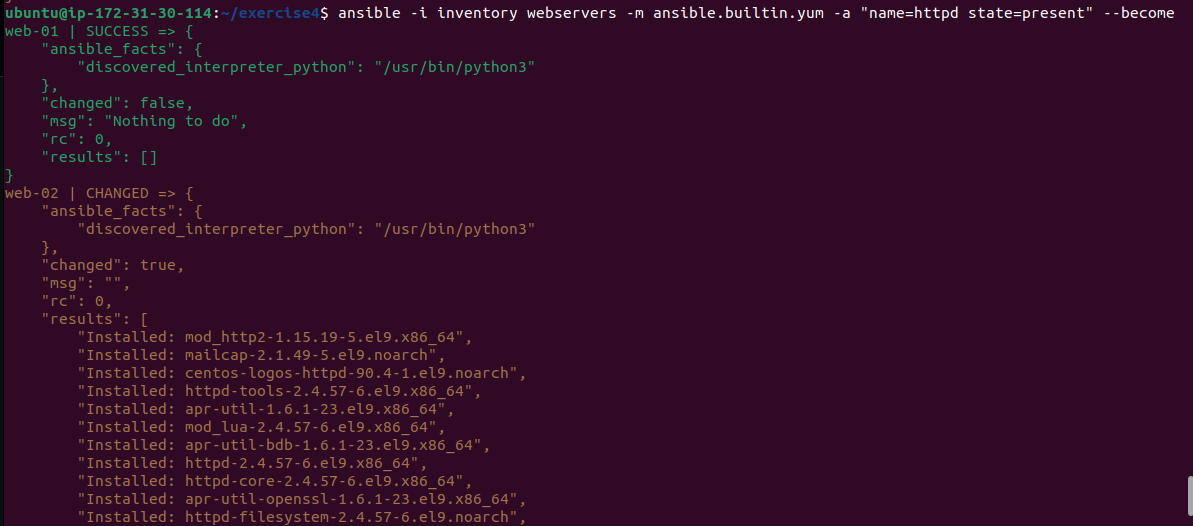 ubuntu@ip-172-31-30-114:~/exercise4$ ansible -i inventory webservers -m ansible.builtin.yum -a "name=httpd state=present" --become
web-01 | SUCCESS => {
    "ansible_facts": {
        "discovered_interpreter_python": "/usr/bin/python3"
    },
    "changed": false,
    "msg": "Nothing to do",
    "rc": 0,
    "results": []
}
web-02 | CHANGED => {
    "ansible_facts": {
        "discovered_interpreter_python": "/usr/bin/python3"
    },
    "changed": true,
    "msg": "",
    "rc": 0,
    "results": [
        "Installed: mod_http2-1.15.19-5.el9.x86_64",
        "Installed: mailcap-2.1.49-5.el9.noarch",
        "Installed: centos-logos-httpd-90.4-1.el9.noarch",
        "Installed: httpd-tools-2.4.57-6.el9.x86_64",
        "Installed: apr-util-1.6.1-23.el9.x86_64",
        "Installed: mod_lua-2.4.57-6.el9.x86_64",
        "Installed: apr-util-bdb-1.6.1-23.el9.x86_64",
        "Installed: httpd-2.4.57-6.el9.x86_64",
        "Installed: httpd-core-2.4.57-6.el9.x86_64",
        "Installed: apr-util-openssl-1.6.1-23.el9.x86_64",
        "Installed: httpd-filesystem-2.4.57-6.el9.noarch",